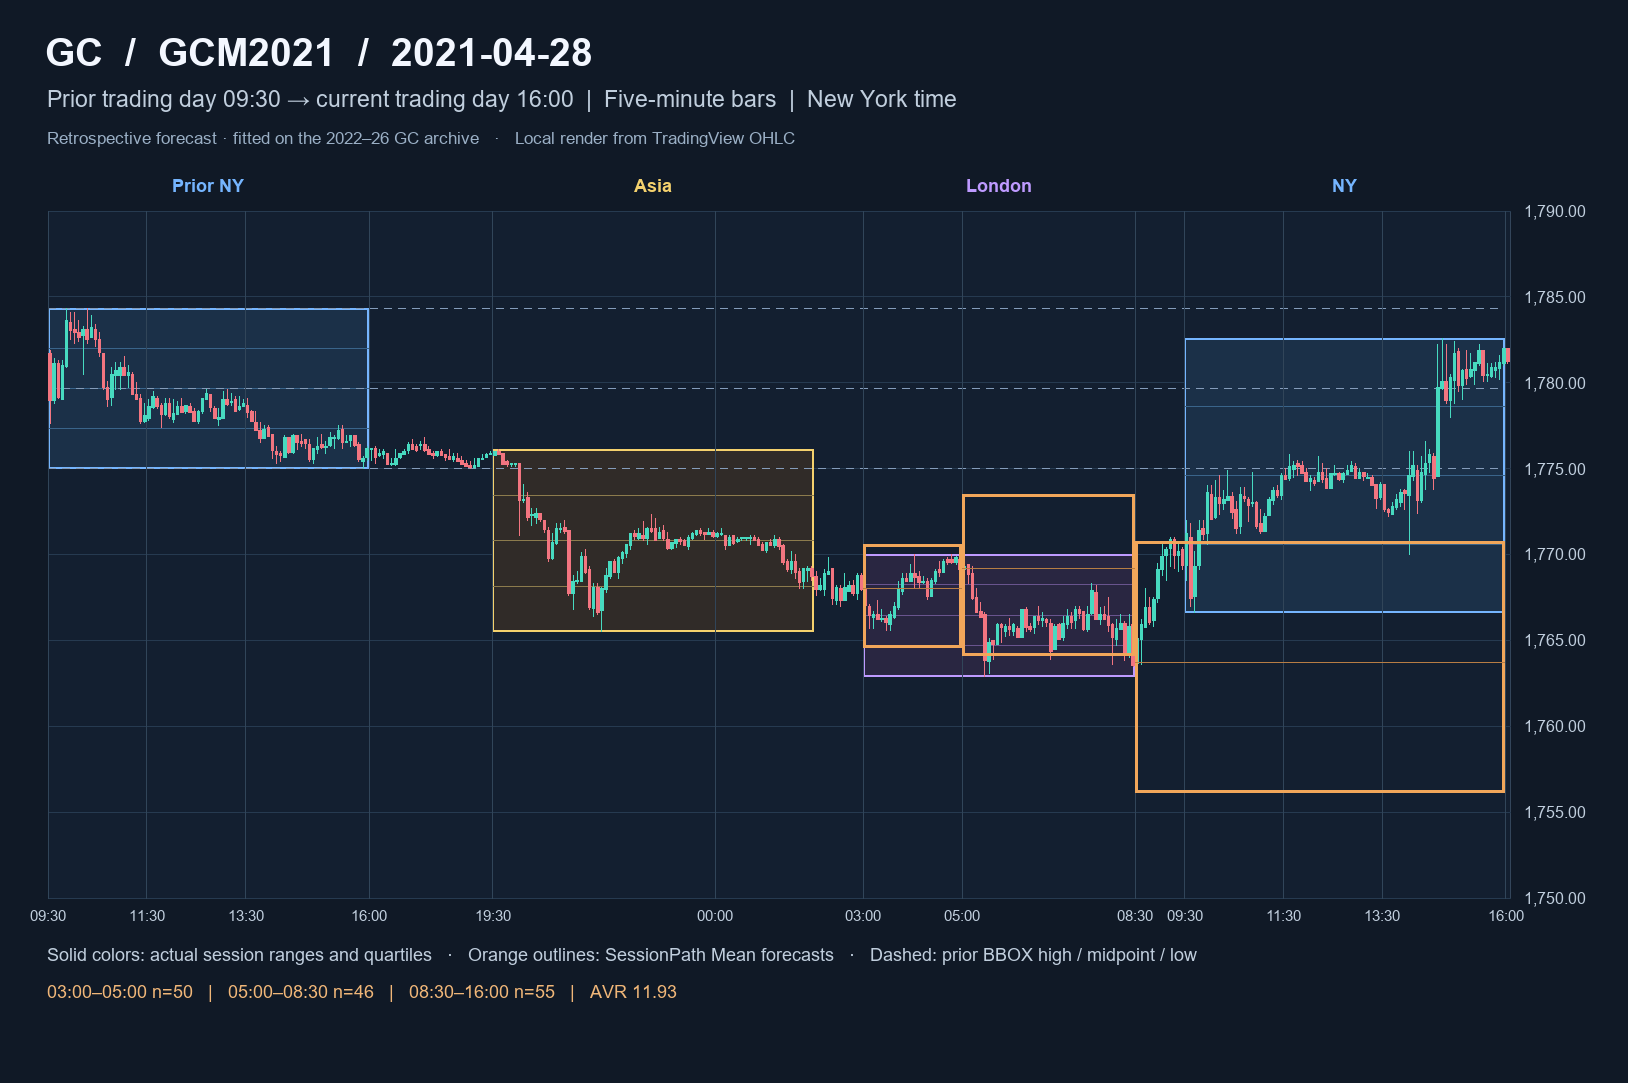 GC / GCM2021 / 2021-04-28
Prior trading day 09:30 → current trading day 16:00 | Five-minute bars | New York time
Retrospective forecast · fitted on the 2022–26 GC archive · Local render from TradingView OHLC
Prior NY Asia London NY
1,790.00
1,785.00
1,780.00
1,775.00
1,770.00
1,765.00
1,760.00
1,755.00
1,750.00
09:30 11:30 13:30 16:00 19:30 00:00 03:00 05:00 08:30 09:30 11:30 13:30 16:00
Solid colors: actual session ranges and quartiles · Orange outlines: SessionPath Mean forecasts · Dashed: prior BBOX high / midpoint / low
03:00–05:00 n=50 | 05:00–08:30 n=46 | 08:30–16:00 n=55 | AVR 11.93